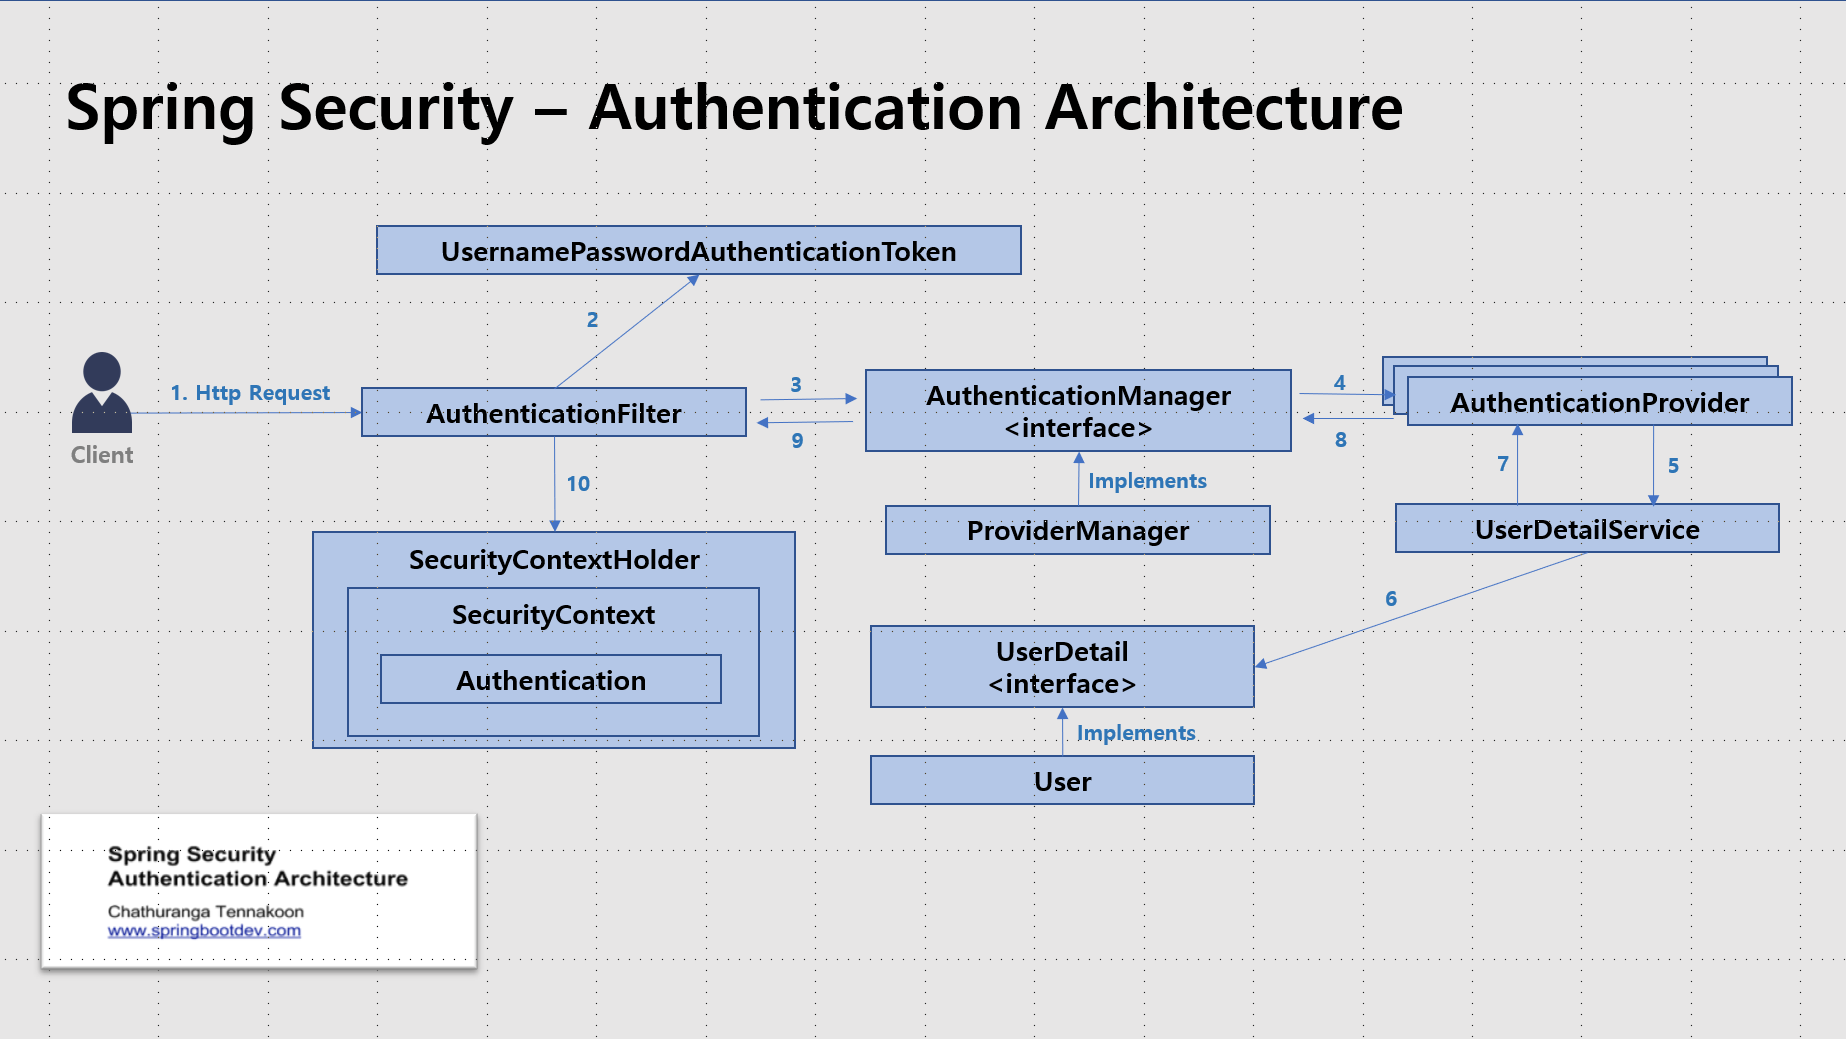 Spring Security – Authentication Architecture
UsernamePasswordAuthenticationToken
2
1. Http Request
Client
AuthenticationFilter
3
9
AuthenticationManager
<interface>
4
8
AuthenticationProvider
10
Implements
7
5
ProviderManager
UserDetailService
SecurityContextHolder
SecurityContext
Authentication
6
UserDetail
<interface>
Implements
User
Spring Security
Authentication Architecture
Chathuranga Tennakoon
www.springbootdev.com